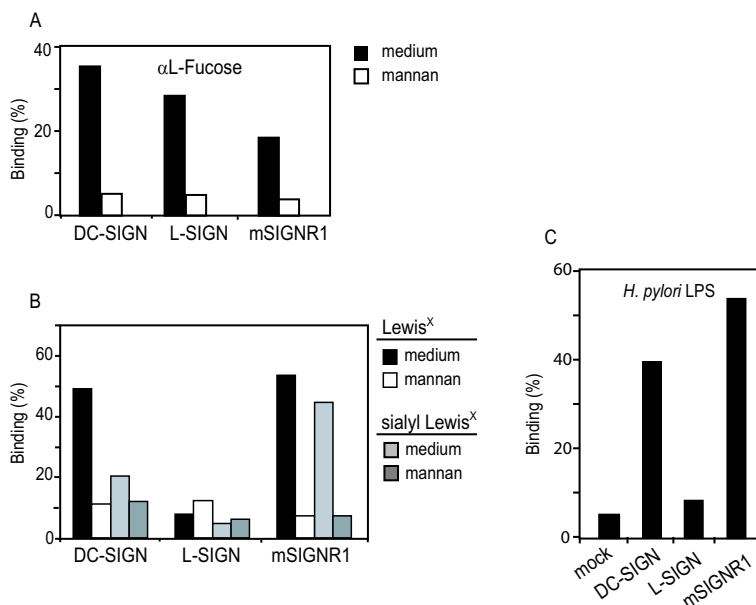 A
40
20
0
Binding (%)
αL-Fucose
DC-SIGN L-SIGN mSIGNR1
medium
mannan
B
60
40
20
0
Binding (%)
DC-SIGN L-SIGN mSIGNR1
Lewisˣ
medium
mannan
sialyl Lewisˣ
medium
mannan
C
60
40
20
0
Binding (%)
H. pylori LPS
mock DC-SIGN L-SIGN mSIGNR1